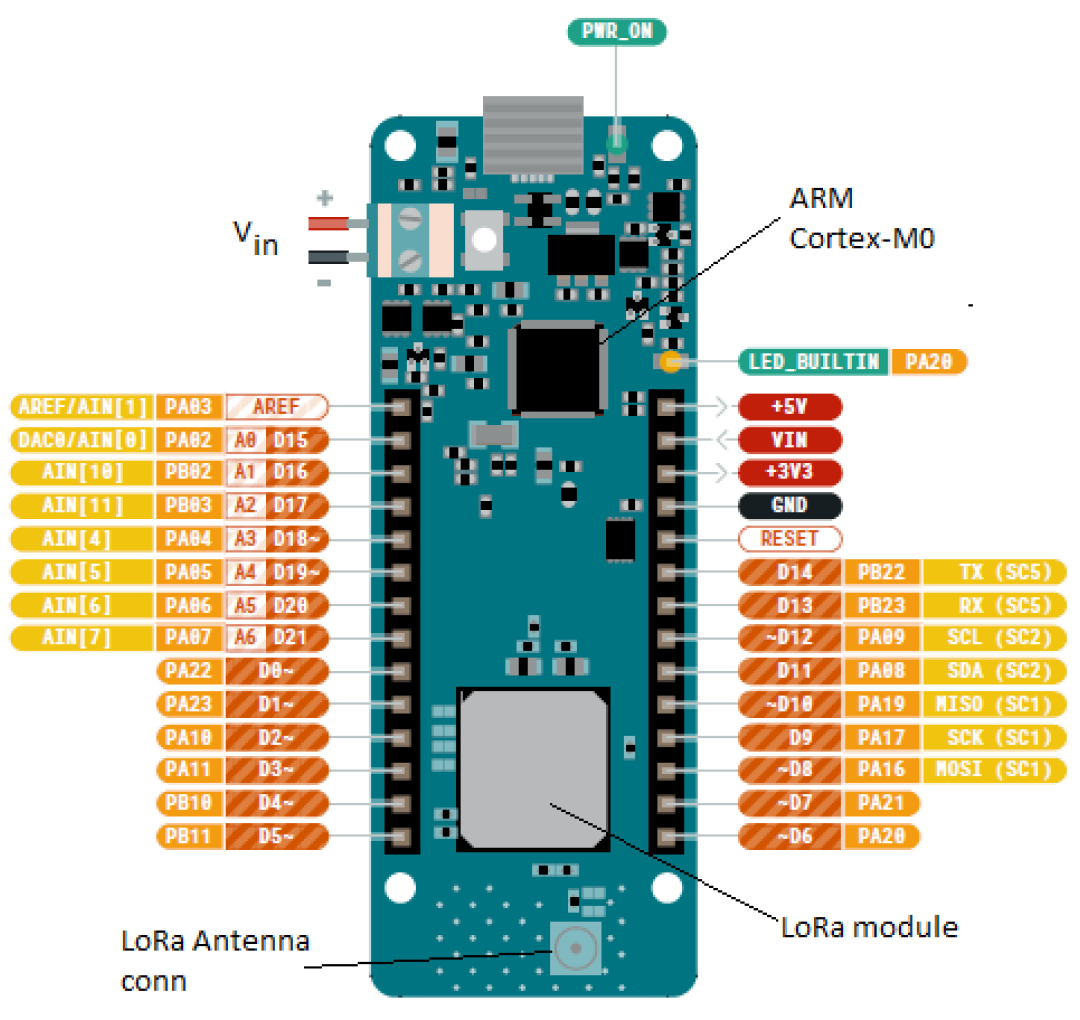 PWR_ON
ARM
Cortex-M0
+
Vin
-
LED_BUILTIN PA20
AREF/AIN[1] PA03 AREF
+5V
DAC0/AIN[0] PA02 A0 D15
VIN
AIN[10] PB02 A1 D16
+3V3
AIN[11] PB03 A2 D17
GND
AIN[4] PA04 A3 D18~
RESET
AIN[5] PA05 A4 D19~
D14 PB22 TX (SC5)
AIN[6] PA06 A5 D20
D13 PB23 RX (SC5)
AIN[7] PA07 A6 D21
~D12 PA09 SCL (SC2)
PA22 D0~
D11 PA08 SDA (SC2)
PA23 D1~
~D10 PA19 MISO (SC1)
PA10 D2~
D9 PA17 SCK (SC1)
PA11 D3~
~D8 PA16 MOSI (SC1)
PB10 D4~
~D7 PA21
PB11 D5~
~D6 PA20
LoRa module
LoRa Antenna
conn